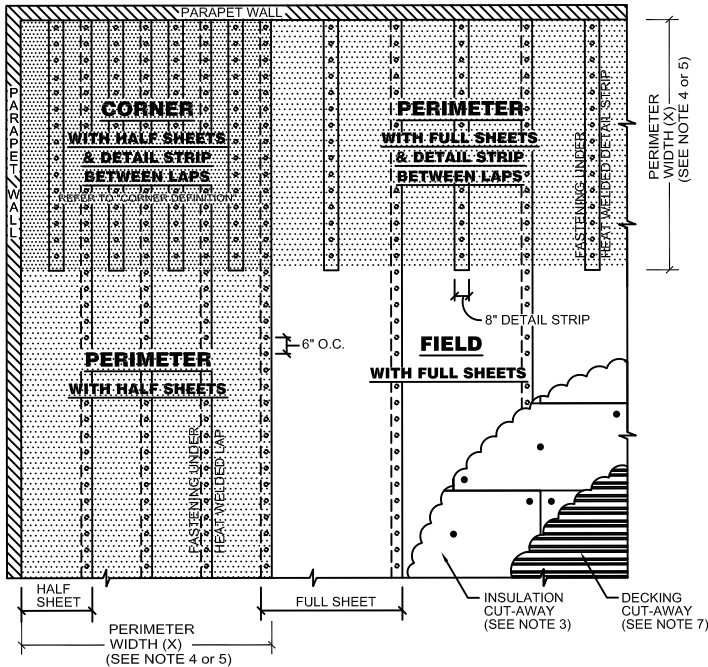 PARAPET WALL
PARAPET WALL
CORNER
WITH HALF SHEETS
& DETAIL STRIP
BETWEEN LAPS
REFER TO "CORNER DEFINITION"
PERIMETER
WITH FULL SHEETS
& DETAIL STRIP
BETWEEN LAPS
FASTENING UNDER
HEAT WELDED DETAIL STRIP
PERIMETER
WIDTH (X)
(SEE NOTE 4 or 5)
8" DETAIL STRIP
6" O.C.
PERIMETER
WITH HALF SHEETS
FIELD
WITH FULL SHEETS
FASTENING UNDER
HEAT WELDED LAP
HALF
SHEET
FULL SHEET
INSULATION
CUT-AWAY
(SEE NOTE 3)
DECKING
CUT-AWAY
(SEE NOTE 7)
PERIMETER
WIDTH (X)
(SEE NOTE 4 or 5)